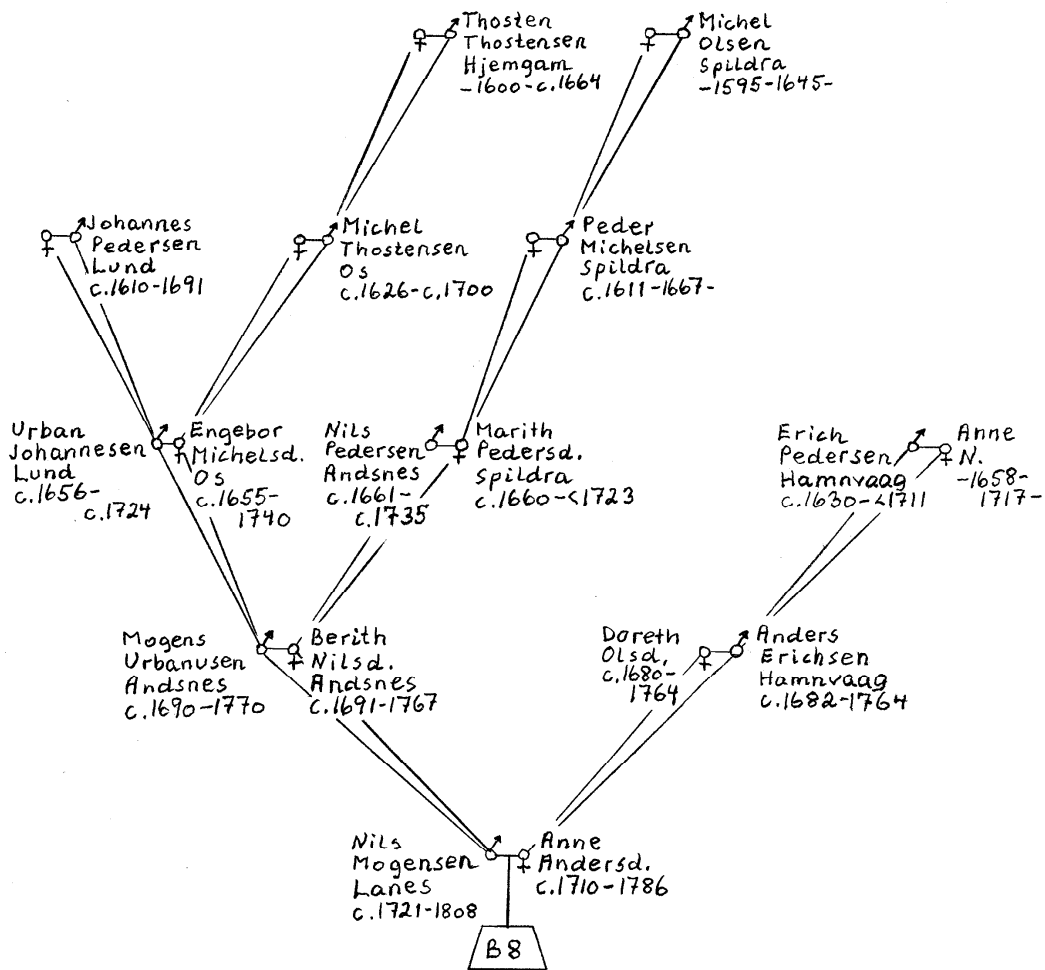 Thosten
Thostensen
Hjemgam
-1600-c.1664
Michel
Olsen
Spildra
-1595-1645-
Johannes
Pedersen
Lund
c.1610-1691
Michel
Thostensen
Os
c.1626-c.1700
Peder
Michelsen
Spildra
c.1611-1667-
Urban
Johannesen
Lund
c.1656-
c.1724
Engebor
Michelsd.
Os
c.1655-
1740
Nils
Pedersen
Andsnes
c.1661-
c.1735
Marith
Pedersd.
Spildra
c.1660-<1723
Erich
Pedersen
Hamnvaag
c.1630-<1711
Anne
N.
-1658-
1717-
Mogens
Urbanusen
Andsnes
c.1690-1770
Berith
Nilsd.
Andsnes
c.1691-1767
Dareth
Olsd.
c.1680-
1764
Anders
Erichsen
Hamnvaag
c.1682-1764
Nils
Mogensen
Lanes
c.1721-1808
Anne
Andersd.
c.1710-1786
B8